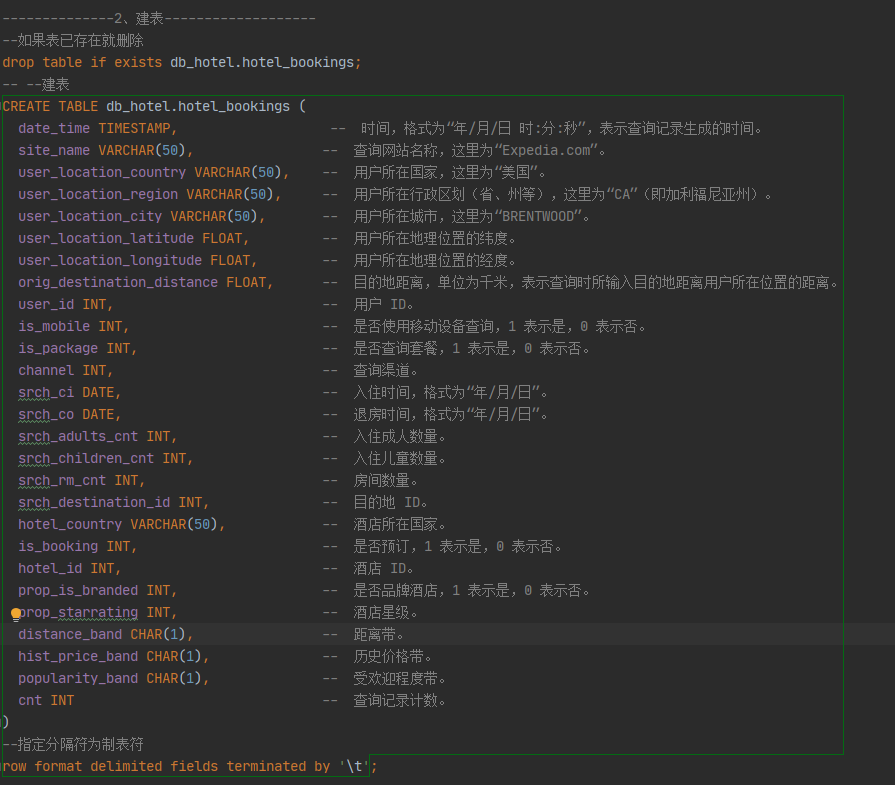 --------------2、建表-------------------
--如果表已存在就删除
drop table if exists db_hotel.hotel_bookings;
-- --建表
CREATE TABLE db_hotel.hotel_bookings (
date_time TIMESTAMP, -- 时间，格式为“年/月/日 时:分:秒”，表示查询记录生成的时间。
site_name VARCHAR(50), -- 查询网站名称，这里为“Expedia.com”。
user_location_country VARCHAR(50), -- 用户所在国家，这里为“美国”。
user_location_region VARCHAR(50), -- 用户所在行政区划（省、州等），这里为“CA”（即加利福尼亚州）。
user_location_city VARCHAR(50), -- 用户所在城市，这里为“BRENTWOOD”。
user_location_latitude FLOAT, -- 用户所在地理位置的纬度。
user_location_longitude FLOAT, -- 用户所在地理位置的经度。
orig_destination_distance FLOAT, -- 目的地距离，单位为千米，表示查询时所输入目的地距离用户所在位置的距离。
user_id INT, -- 用户 ID。
is_mobile INT, -- 是否使用移动设备查询，1 表示是，0 表示否。
is_package INT, -- 是否查询套餐，1 表示是，0 表示否。
channel INT, -- 查询渠道。
srch_ci DATE, -- 入住时间，格式为“年/月/日”。
srch_co DATE, -- 退房时间，格式为“年/月/日”。
srch_adults_cnt INT, -- 入住成人数量。
srch_children_cnt INT, -- 入住儿童数量。
srch_rm_cnt INT, -- 房间数量。
srch_destination_id INT, -- 目的地 ID。
hotel_country VARCHAR(50), -- 酒店所在国家。
is_booking INT, -- 是否预订，1 表示是，0 表示否。
hotel_id INT, -- 酒店 ID。
prop_is_branded INT, -- 是否品牌酒店，1 表示是，0 表示否。
prop_starrating INT, -- 酒店星级。
distance_band CHAR(1), -- 距离带。
hist_price_band CHAR(1), -- 历史价格带。
popularity_band CHAR(1), -- 受欢迎程度带。
cnt INT -- 查询记录计数。
)
--指定分隔符为制表符
row format delimited fields terminated by '\t';